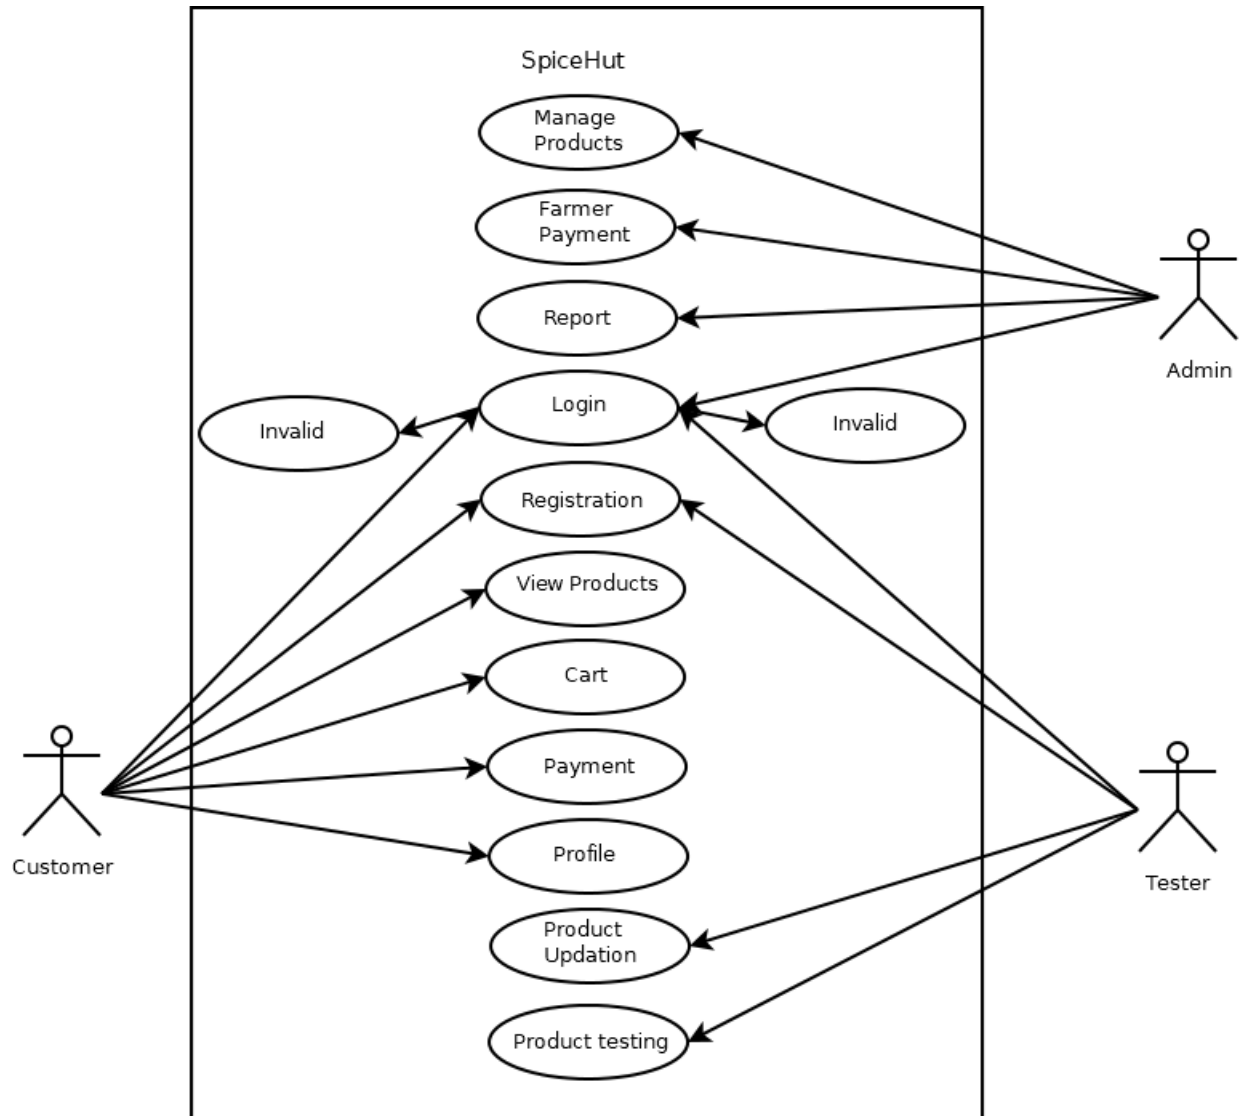 SpiceHut
Manage
Products
Farmer
Payment
Report
Admin
Login
Invalid
Invalid
Registration
View Products
Cart
Payment
Profile
Customer
Tester
Product
Updation
Product testing